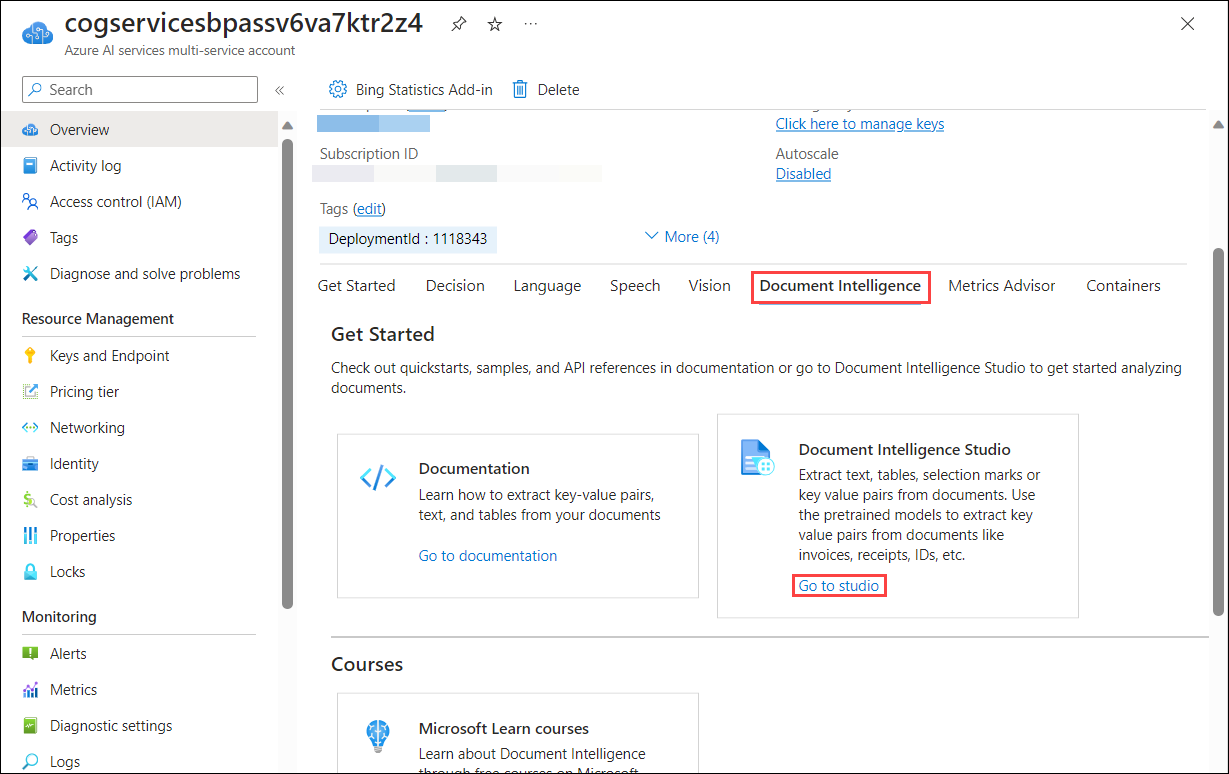 cogservicesbpassv6va7ktr2z4
Azure AI services multi-service account
Search
Overview
Activity log
Access control (IAM)
Tags
Diagnose and solve problems
Resource Management
Keys and Endpoint
Pricing tier
Networking
Identity
Cost analysis
Properties
Locks
Monitoring
Alerts
Metrics
Diagnostic settings
Logs
Bing Statistics Add-in
Delete
Click here to manage keys
Subscription ID
Autoscale
Disabled
Tags (edit)
DeploymentId : 1118343
More (4)
Get Started
Decision
Language
Speech
Vision
Document Intelligence
Metrics Advisor
Containers
Get Started
Check out quickstarts, samples, and API references in documentation or go to Document Intelligence Studio to get started analyzing
documents.
Documentation
Learn how to extract key-value pairs,
text, and tables from your documents
Go to documentation
Document Intelligence Studio
Extract text, tables, selection marks or
key value pairs from documents. Use
the pretrained models to extract key
value pairs from documents like
invoices, receipts, IDs, etc.
Go to studio
Courses
Microsoft Learn courses
Learn about Document Intelligence
through free courses on Microsoft